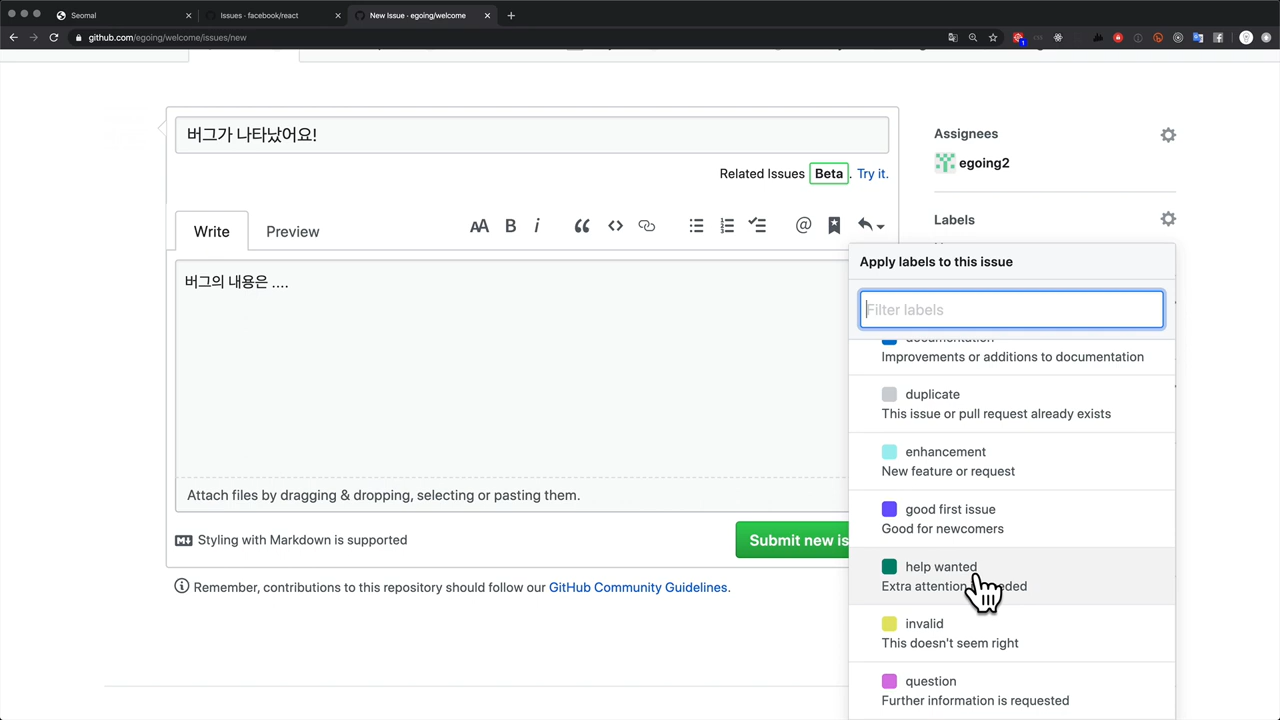 Seomal
Issues · facebook/react
New Issue · egoing/welcome
github.com/egoing/welcome/issues/new
버그가 나타났어요!
Related Issues Beta . Try it.
Write
Preview
버그의 내용은 ....
Attach files by dragging & dropping, selecting or pasting them.
Styling with Markdown is supported
Submit new is
Remember, contributions to this repository should follow our GitHub Community Guidelines.
Assignees
egoing2
Labels
Apply labels to this issue
Filter labels
documentation
Improvements or additions to documentation
duplicate
This issue or pull request already exists
enhancement
New feature or request
good first issue
Good for newcomers
help wanted
Extra attention
invalid
This doesn't seem right
question
Further information is requested